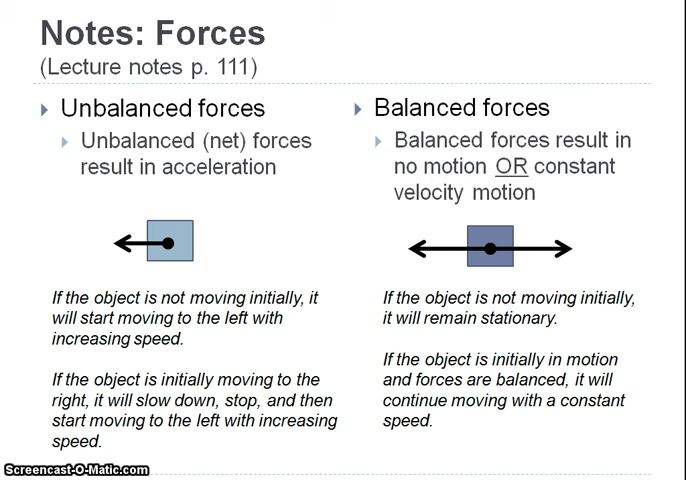 Notes: Forces
(Lecture notes p. 111)
Unbalanced forces
Unbalanced (net) forces
result in acceleration
If the object is not moving initially, it
will start moving to the left with
increasing speed.
If the object is initially moving to the
right, it will slow down, stop, and then
start moving to the left with increasing
speed.
Balanced forces
Balanced forces result in
no motion OR constant
velocity motion
If the object is not moving initially,
it will remain stationary.
If the object is initially in motion
and forces are balanced, it will
continue moving with a constant
speed.
Screencast-O-Matic.com